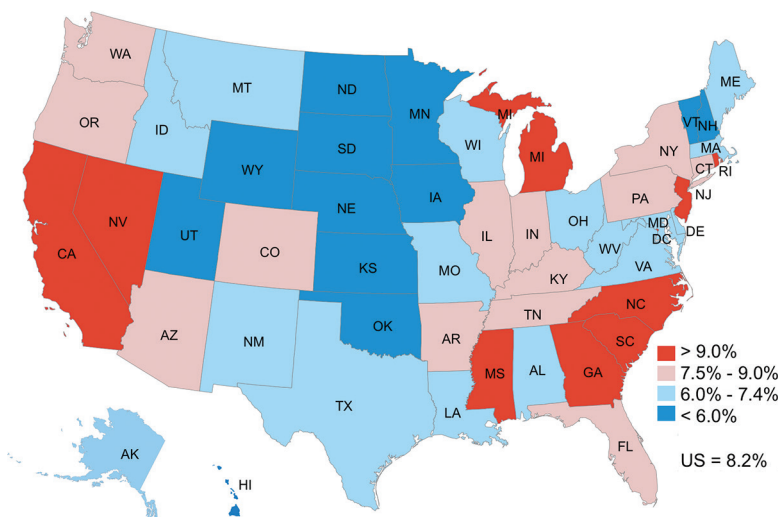 WA
OR
ID
MT
ND
SD
WY
NE
MN
WI
MI
MI
IA
CA
NV
UT
CO
KS
MO
IL
IN
OH
KY
WV
VA
PA
NY
VT
NH
ME
MA
CT
RI
NJ
DE
MD
DC
AZ
NM
OK
AR
TN
NC
SC
GA
AL
MS
LA
TX
FL
AK
HI
> 9.0%
7.5% - 9.0%
6.0% - 7.4%
< 6.0%
US = 8.2%